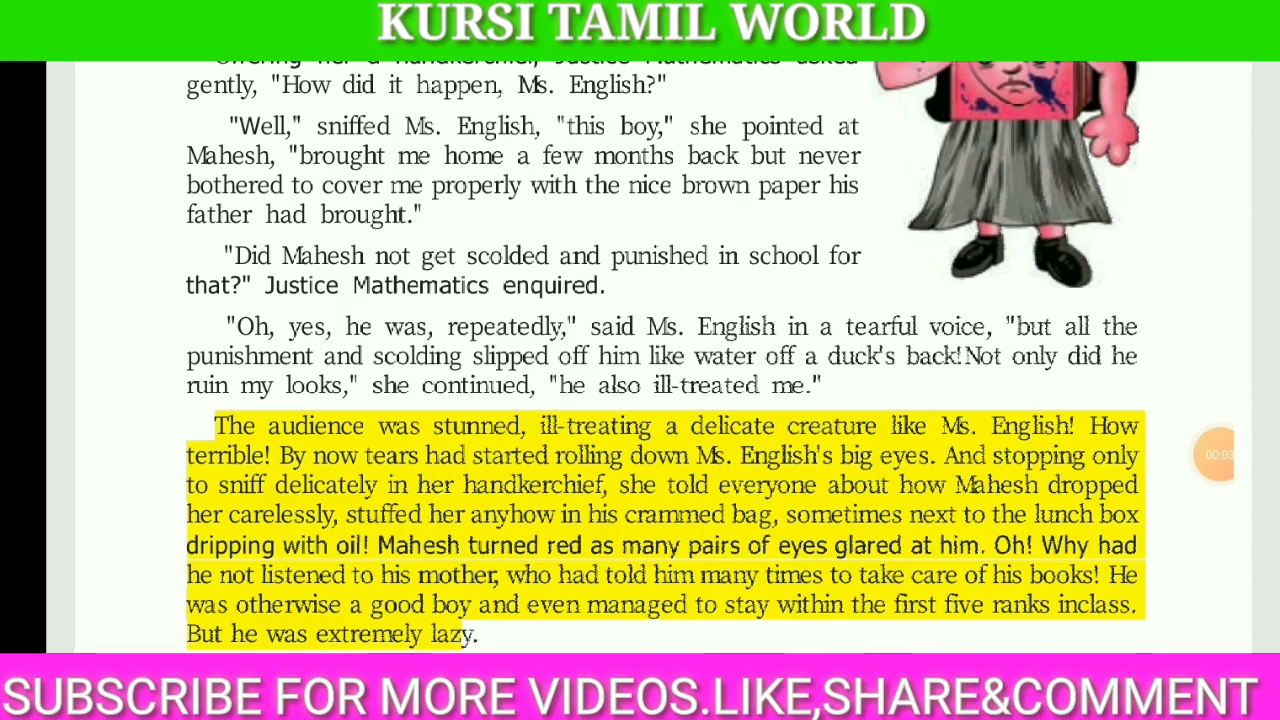 KURSI TAMIL WORLD
Offering her a handkerchief, Justice Mathematics asked
gently, "How did it happen, Ms. English?"
"Well," sniffed Ms. English, "this boy," she pointed at
Mahesh, "brought me home a few months back but never
bothered to cover me properly with the nice brown paper his
father had brought."
"Did Mahesh not get scolded and punished in school for
that?" Justice Mathematics enquired.
"Oh, yes, he was, repeatedly," said Ms. English in a tearful voice, "but all the
punishment and scolding slipped off him like water off a duck's back!Not only did he
ruin my looks," she continued, "he also ill-treated me."
The audience was stunned, ill-treating a delicate creature like Ms. English! How
terrible! By now tears had started rolling down Ms. English's big eyes. And stopping only
to sniff delicately in her handkerchief, she told everyone about how Mahesh dropped
her carelessly, stuffed her anyhow in his crammed bag, sometimes next to the lunch box
dripping with oil! Mahesh turned red as many pairs of eyes glared at him. Oh! Why had
he not listened to his mother, who had told him many times to take care of his books! He
was otherwise a good boy and even managed to stay within the first five ranks inclass.
But he was extremely lazy.
00:03
SUBSCRIBE FOR MORE VIDEOS.LIKE,SHARE&COMMENT